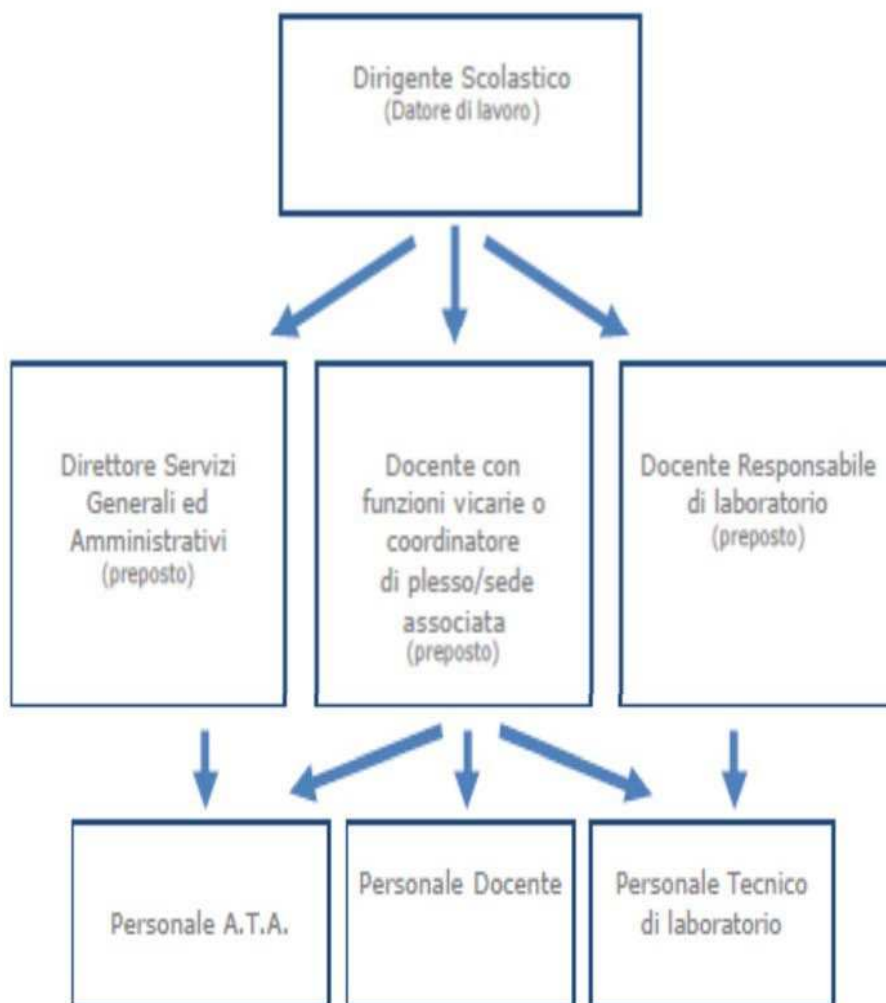 Dirigente Scolastico
(Datore di lavoro)
Direttore Servizi
Generali ed
Amministrativi
(preposto)
Docente con
funzioni vicarie o
coordinatore
di plesso/sede
associata
(preposto)
Docente Responsabile
di laboratorio
(preposto)
Personale A.T.A.
Personale Docente
Personale Tecnico
di laboratorio